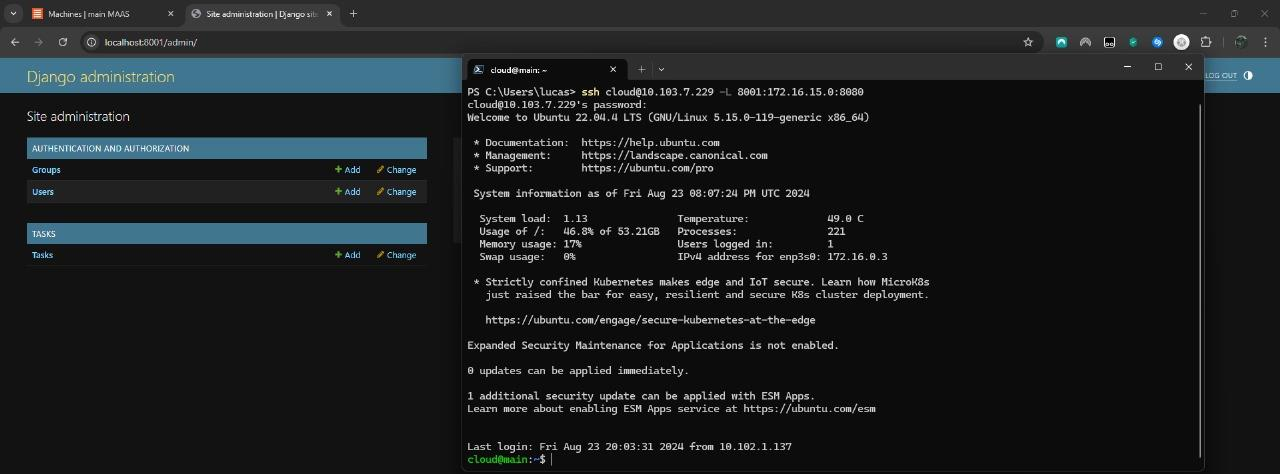 Machines | main MAAS
Site administration | Django sit
localhost:8001/admin/
Django administration
LOG OUT
Site administration
AUTHENTICATION AND AUTHORIZATION
Groups + Add Change
Users + Add Change
TASKS
Tasks + Add Change
cloud@main: ~
PS C:\Users\lucas> ssh cloud@10.103.7.229 -L 8001:172.16.15.0:8080
cloud@10.103.7.229's password:
Welcome to Ubuntu 22.04.4 LTS (GNU/Linux 5.15.0-119-generic x86_64)
* Documentation: https://help.ubuntu.com
* Management: https://landscape.canonical.com
* Support: https://ubuntu.com/pro
System information as of Fri Aug 23 08:07:24 PM UTC 2024
System load: 1.13 Temperature: 49.0 C
Usage of /: 46.8% of 53.21GB Processes: 221
Memory usage: 17% Users logged in: 1
Swap usage: 0% IPv4 address for enp3s0: 172.16.0.3
* Strictly confined Kubernetes makes edge and IoT secure. Learn how MicroK8s
just raised the bar for easy, resilient and secure K8s cluster deployment.
https://ubuntu.com/engage/secure-kubernetes-at-the-edge
Expanded Security Maintenance for Applications is not enabled.
0 updates can be applied immediately.
1 additional security update can be applied with ESM Apps.
Learn more about enabling ESM Apps service at https://ubuntu.com/esm
Last login: Fri Aug 23 20:03:31 2024 from 10.102.1.137
cloud@main:~$